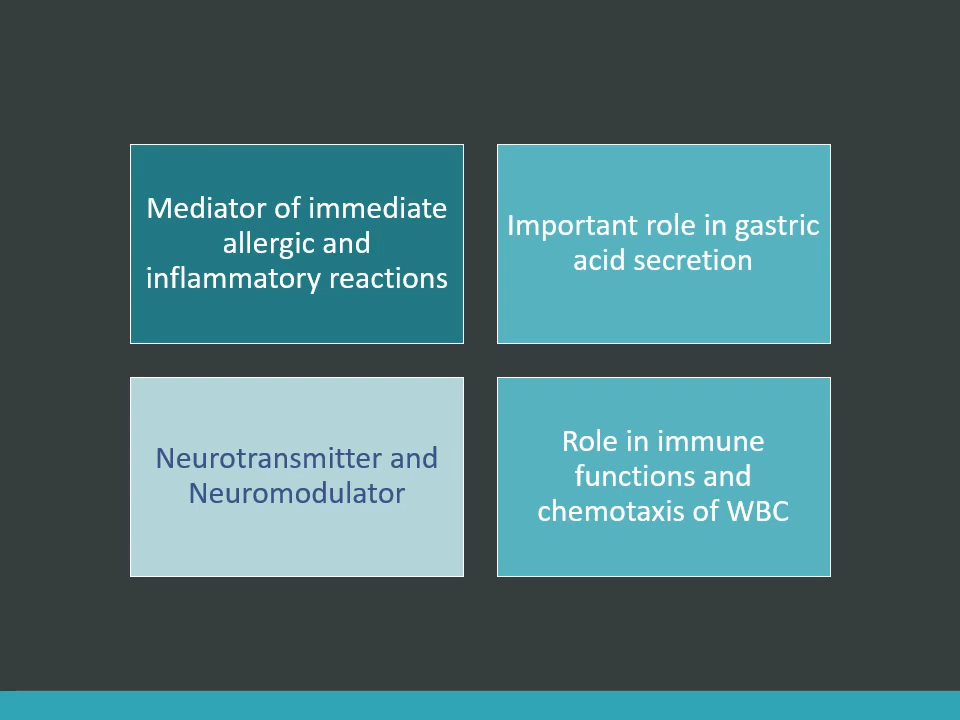 Mediator of immediate
allergic and
inflammatory reactions
Important role in gastric
acid secretion
Neurotransmitter and
Neuromodulator
Role in immune
functions and
chemotaxis of WBC